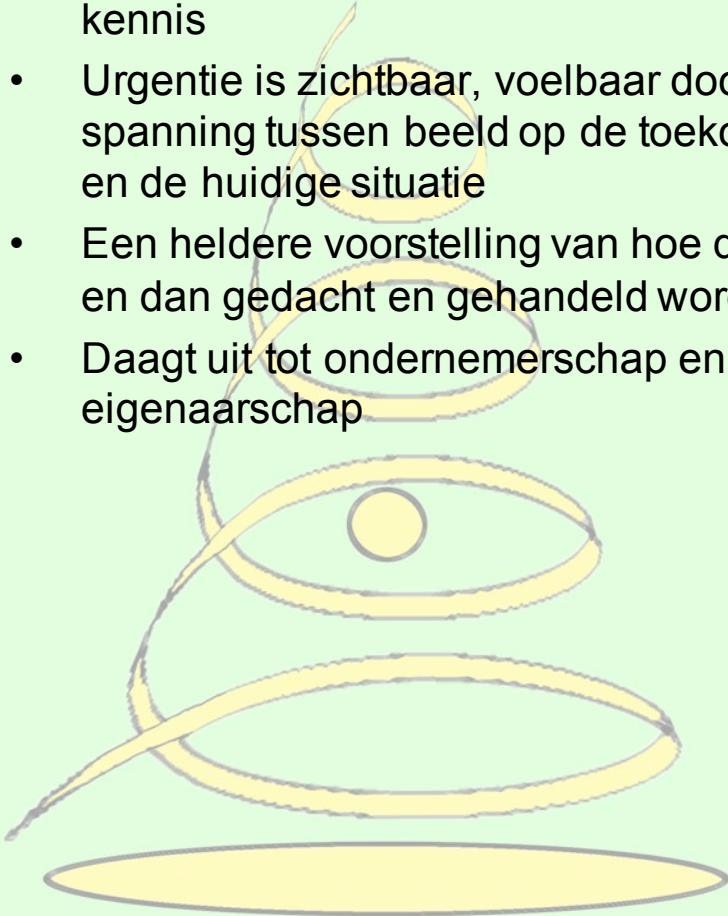 kennis
• Urgentie is zichtbaar, voelbaar doo
spanning tussen beeld op de toeko
en de huidige situatie
• Een heldere voorstelling van hoe d
en dan gedacht en gehandeld wor
• Daagt uit tot ondernemerschap en
eigenaarschap